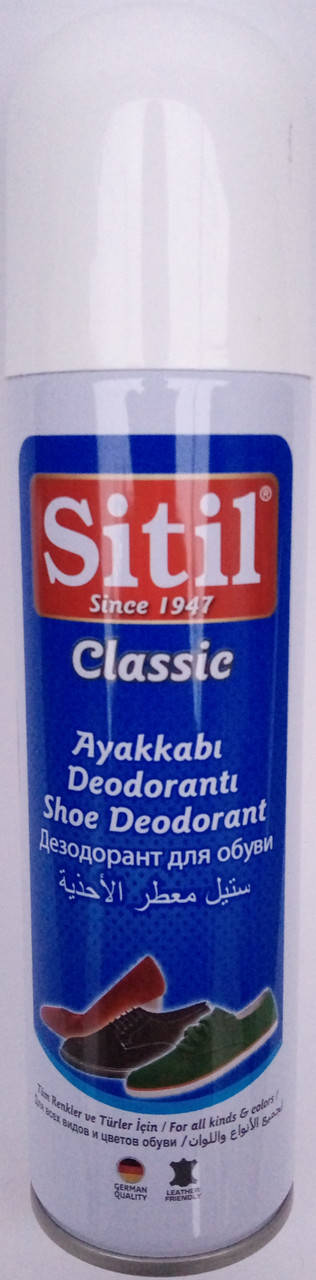 Sitil®
Since 1947
Classic
Ayakkabı
Deodorantı
Shoe Deodorant
Дезодорант для обуви
ستيل معطر الأحذية
Tüm Renkler ve Türler İçin / For all kinds & colors /
Для всех видов и цветов обуви / لجميع الأنواع واللوان
GERMAN
QUALITY
LEATHER
FRIENDLY